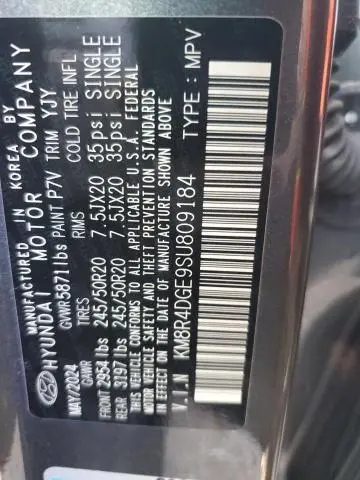 MANUFACTURED IN KOREA BY
HYUNDAI MOTOR COMPANY
MAY/2024 GVWR 5871 lbs PAINT P7V TRIM YJY
GAWR TIRES RIMS COLD TIRE INFL
FRONT 2954 lbs 245/50R20 7.5JX20 35psi SINGLE
REAR 3197 lbs 245/50R20 7.5JX20 35psi SINGLE
THIS VEHICLE CONFORMS TO ALL APPLICABLE U.S.A. FEDERAL
MOTOR VEHICLE SAFETY AND THEFT PREVENTION STANDARDS
IN EFFECT ON THE DATE OF MANUFACTURE SHOWN ABOVE
V.I.N KM8R4DGE9SU809184 TYPE : MPV